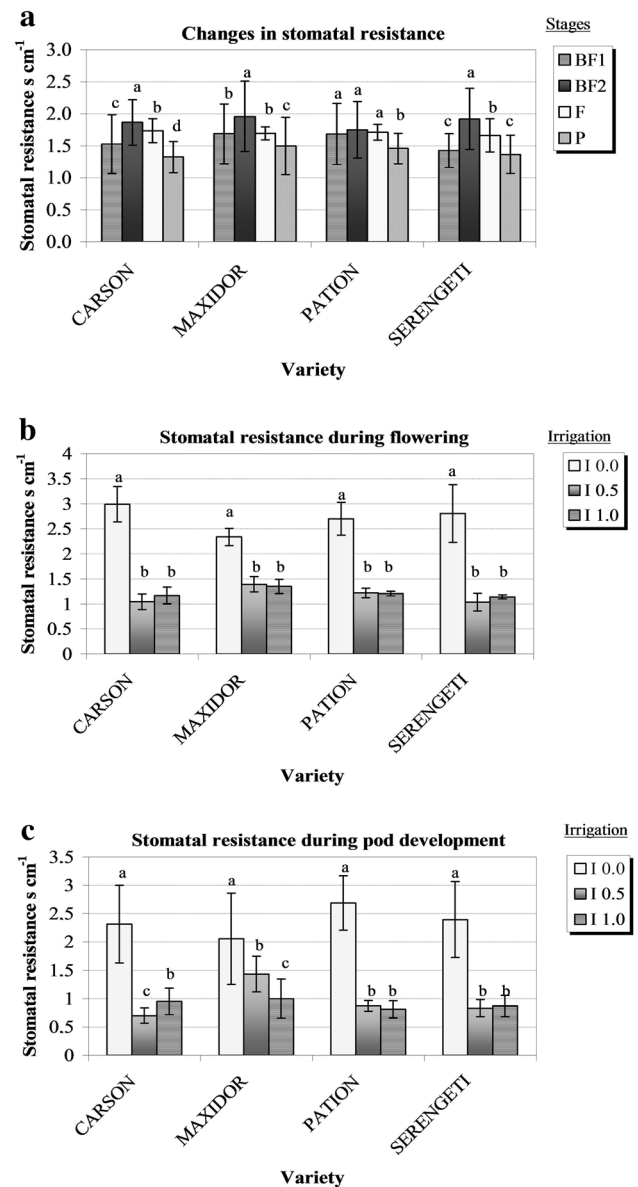 a
Changes in stomatal resistance
Stages
BF1
BF2
F
P
Stomatal resistance s cm-1
3.0
2.5
2.0
1.5
1.0
0.5
0.0
c a b d
b a b c
a a a b
c a b c
CARSON
MAXIDOR
PATION
SERENGETI
Variety
b
Stomatal resistance during flowering
Irrigation
I 0.0
I 0.5
I 1.0
Stomatal resistance s cm-1
4
3.5
3
2.5
2
1.5
1
0.5
0
a b b
a b b
a b b
a b b
CARSON
MAXIDOR
PATION
SERENGETI
Variety
c
Stomatal resistance during pod development
Irrigation
I 0.0
I 0.5
I 1.0
Stomatal resistance s cm-1
3.5
3
2.5
2
1.5
1
0.5
0
a c b
a b c
a b b
a b b
CARSON
MAXIDOR
PATION
SERENGETI
Variety